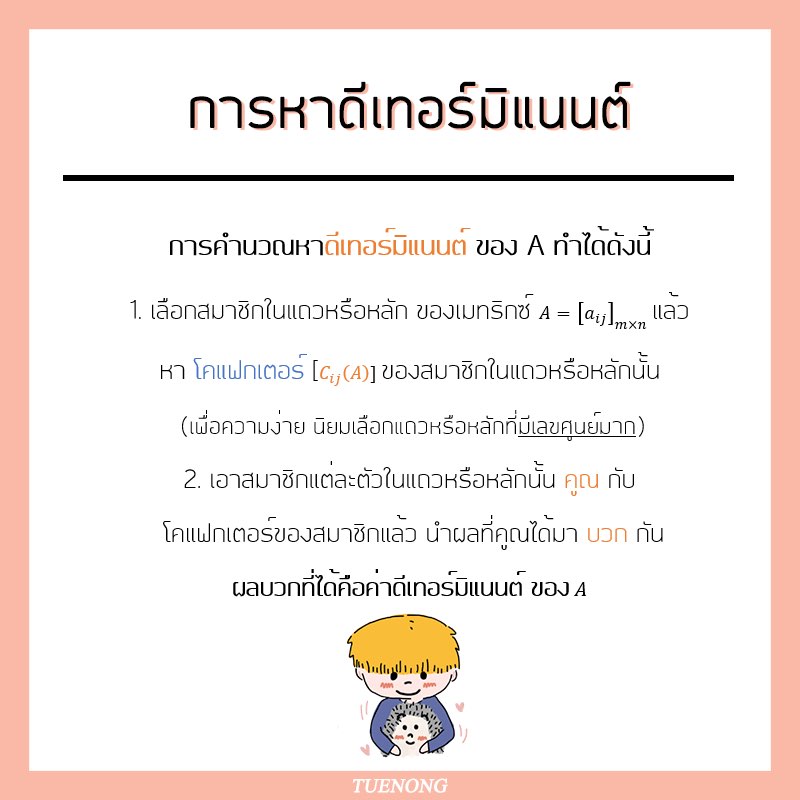 การหาดีเทอร์มิแนนต์
การคำนวณหาดีเทอร์มิแนนต์ ของ A ทำได้ดังนี้
1. เลือกสมาชิกในแถวหรือหลัก ของเมทริกซ์ A = [aᵢⱼ]ₘ×ₙ แล้ว
หา โคแฟกเตอร์ [Cᵢⱼ(A)] ของสมาชิกในแถวหรือหลักนั้น
(เพื่อความง่าย นิยมเลือกแถวหรือหลักที่มีเลขศูนย์มาก)
2. เอาสมาชิกแต่ละตัวในแถวหรือหลักนั้น คูณ กับ
โคแฟกเตอร์ของสมาชิกแล้ว นำผลที่คูณได้มา บวก กัน
ผลบวกที่ได้คือค่าดีเทอร์มิแนนต์ ของ A
TUENONG